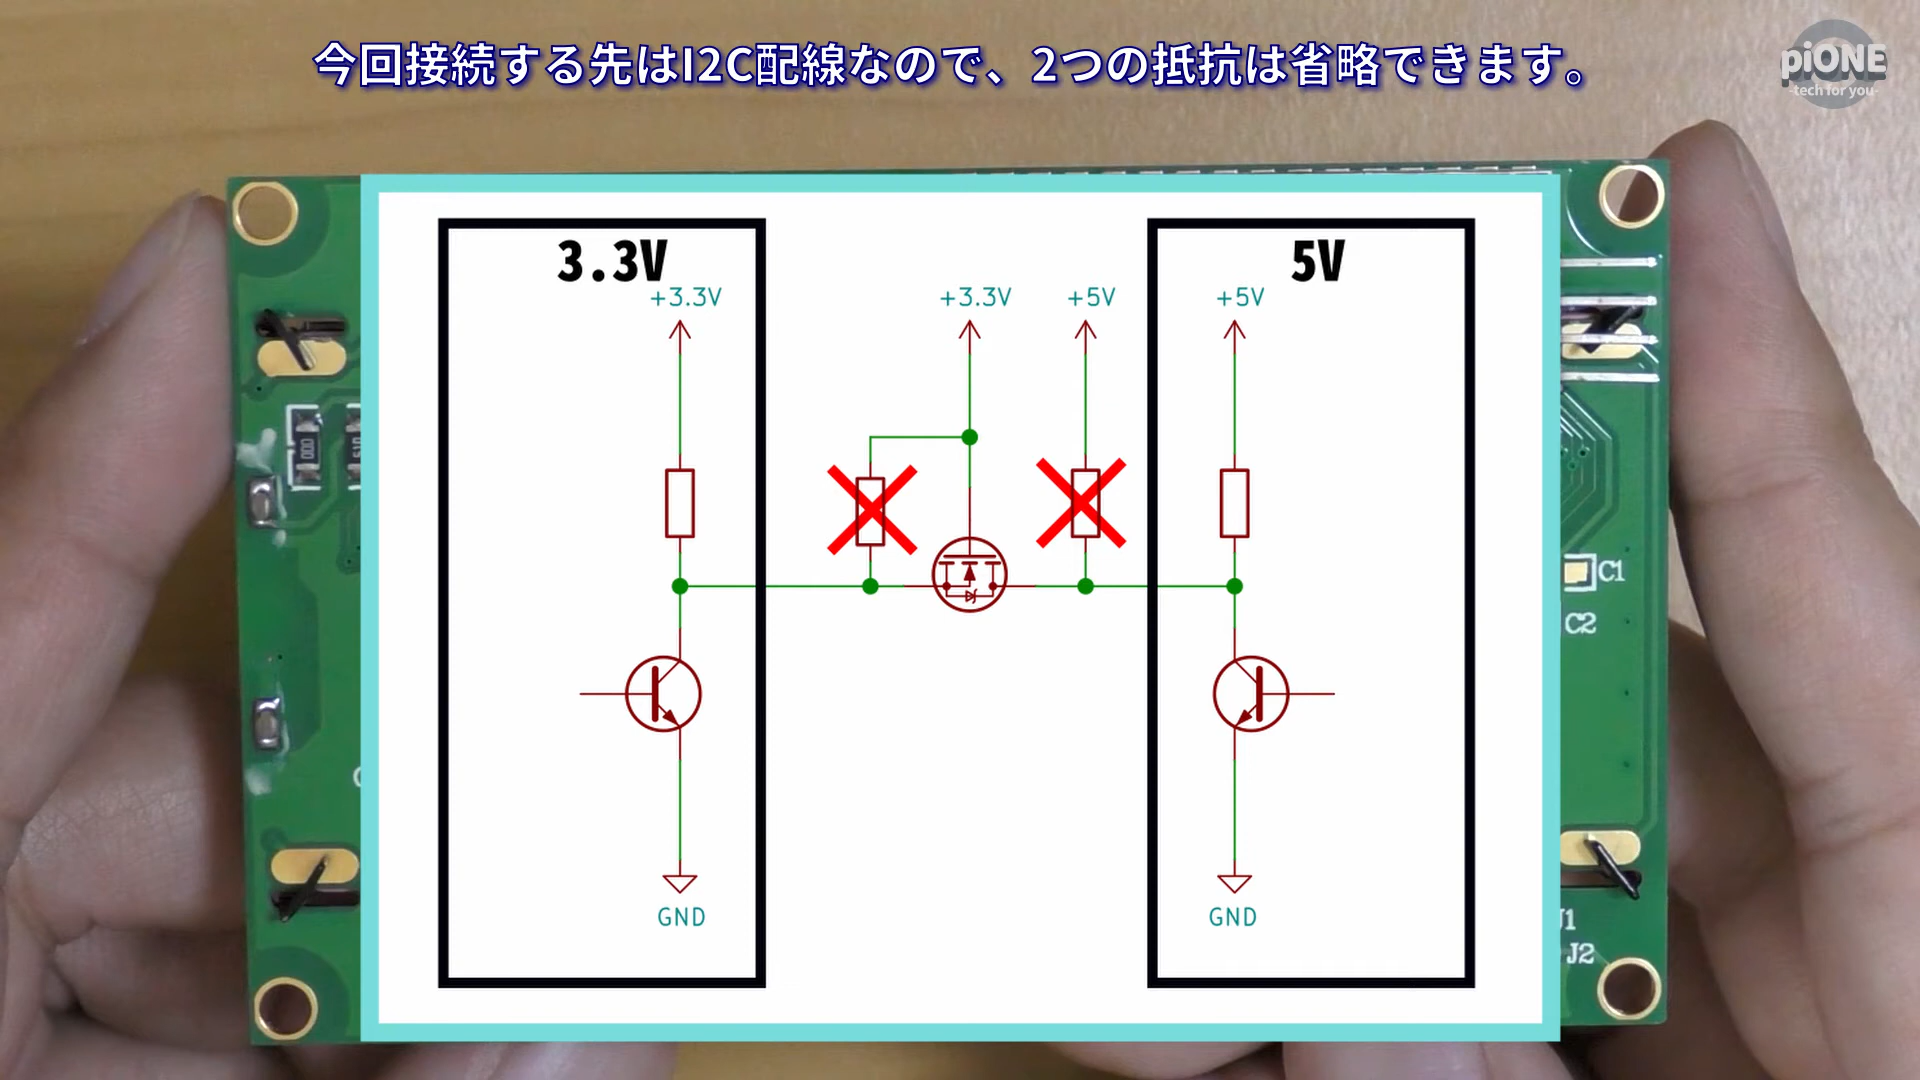 今回接続する先はI2C配線なので、2つの抵抗は省略できます。
piONE
-tech for you-
3.3V
5V
+3.3V
+3.3V
+5V
+5V
GND
GND
000
C1
C2
J1
J2